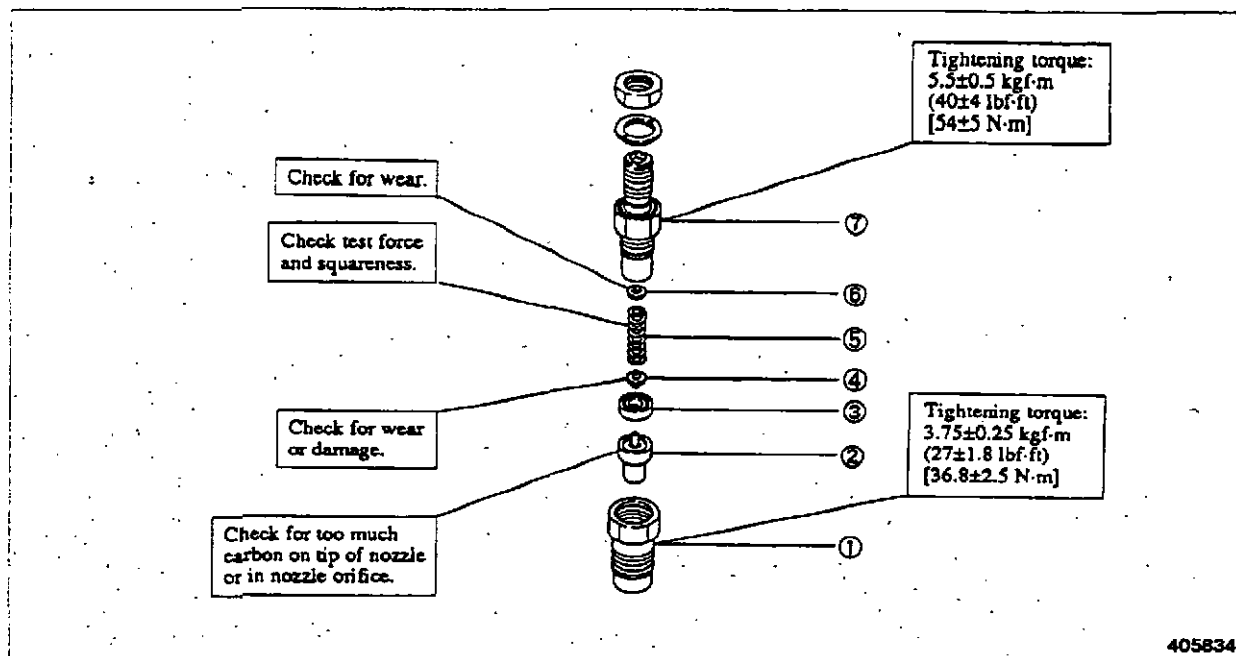 Tightening torque:
5.5±0.5 kgf·m
(40±4 lbf·ft)
[54±5 N·m]
Check for wear.
⑦
Check test force
and squareness.
⑥
⑤
④
③
Tightening torque:
3.75±0.25 kgf·m
(27±1.8 lbf·ft)
[36.8±2.5 N·m]
Check for wear
or damage.
②
Check for too much
carbon on tip of nozzle
or in nozzle orifice.
①
405834